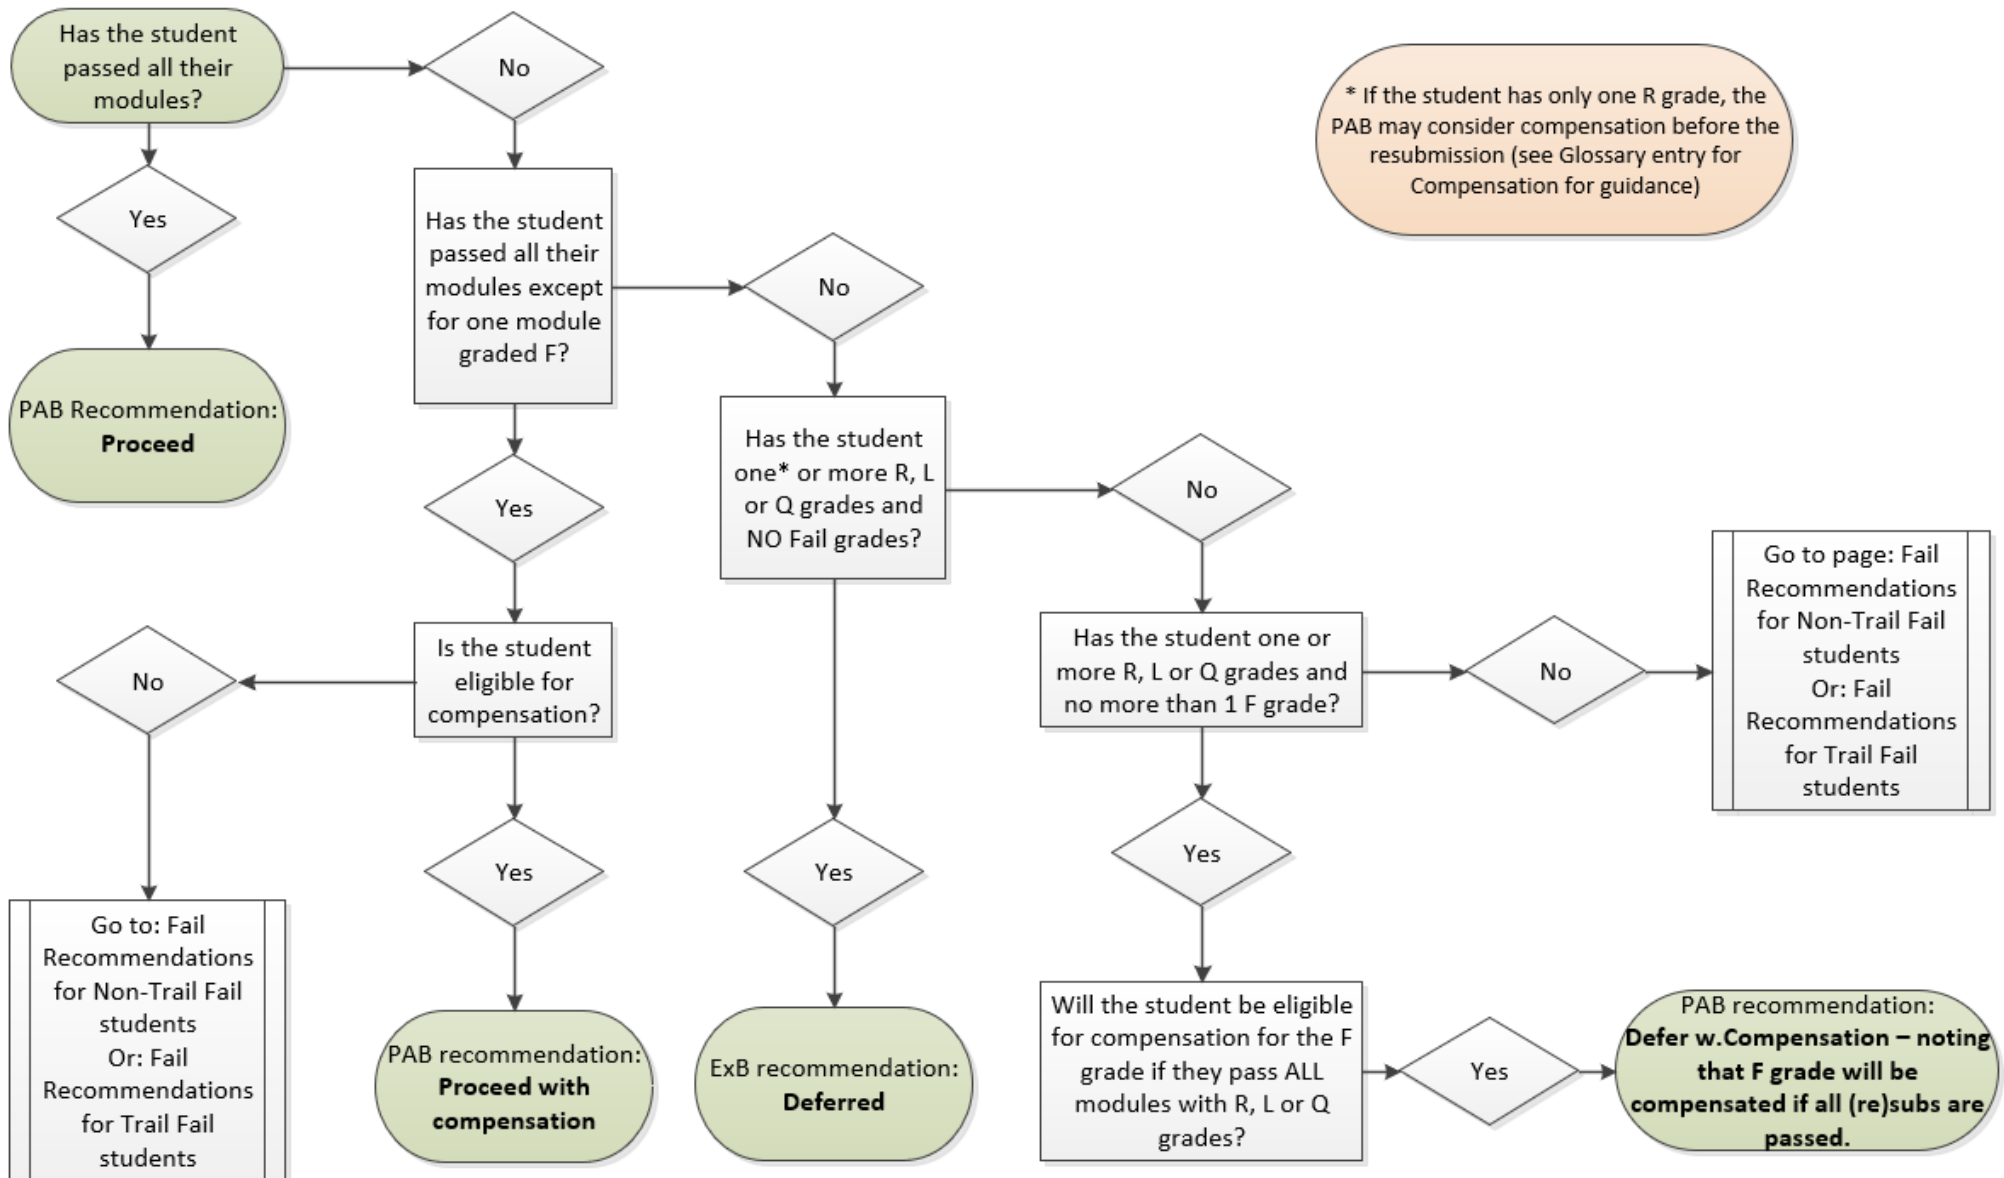 Has the student
passed all their
modules?
No
* If the student has only one R grade, the
PAB may consider compensation before the
resubmission (see Glossary entry for
Compensation for guidance)
Yes
Has the student
passed all their
modules except
for one module
graded F?
No
PAB Recommendation:
Proceed
Has the student
one* or more R, L
or Q grades and
NO Fail grades?
No
Yes
Go to page: Fail
Recommendations
for Non-Trail Fail
students
Or: Fail
Recommendations
for Trail Fail
students
No
Is the student
eligible for
compensation?
Has the student one or
more R, L or Q grades and
no more than 1 F grade?
No
Yes
Yes
Yes
Go to: Fail
Recommendations
for Non-Trail Fail
students
Or: Fail
Recommendations
for Trail Fail
students
PAB recommendation:
Proceed with
compensation
ExB recommendation:
Deferred
Will the student be eligible
for compensation for the F
grade if they pass ALL
modules with R, L or Q
grades?
Yes
PAB recommendation:
Defer w.Compensation – noting
that F grade will be
compensated if all (re)subs are
passed.